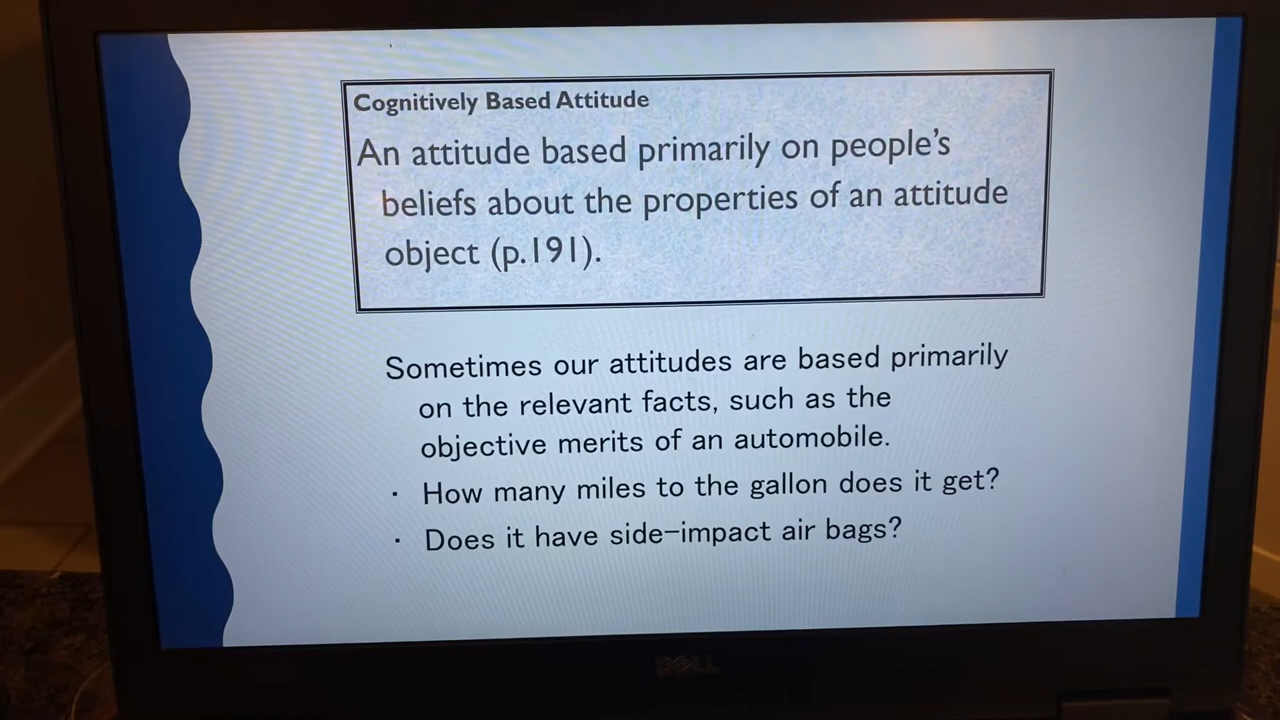 Cognitively Based Attitude
An attitude based primarily on people's
beliefs about the properties of an attitude
object (p.191).
Sometimes our attitudes are based primarily
on the relevant facts, such as the
objective merits of an automobile.
· How many miles to the gallon does it get?
· Does it have side-impact air bags?
DELL